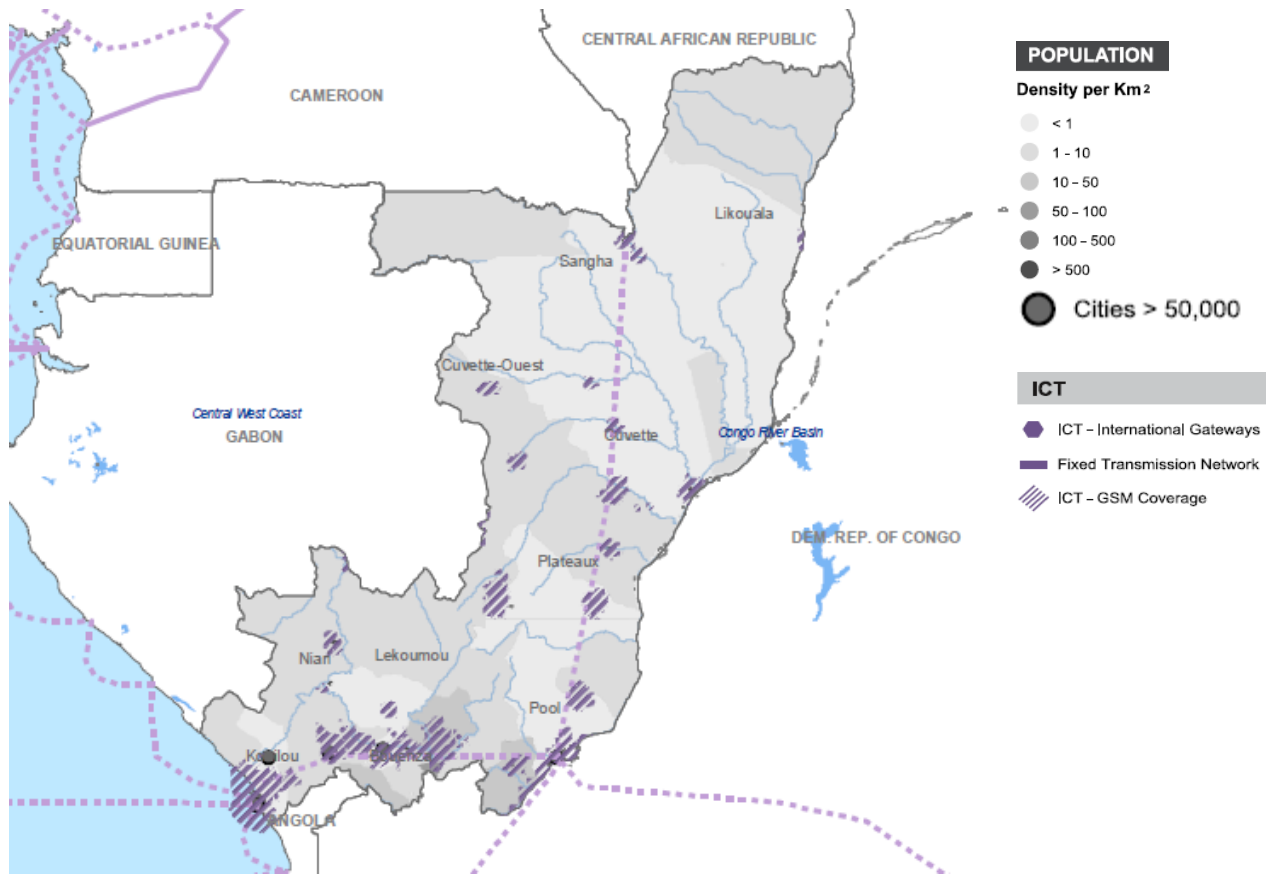 CENTRAL AFRICAN REPUBLIC
CAMEROON
EQUATORIAL GUINEA
Likouala
Sangha
Cuvette-Ouest
Central West Coast
GABON
Cuvette
Congo River Basin
DEM. REP. OF CONGO
Plateaux
Niari
Lekoumou
Pool
Kouilou
Bouenza
ANGOLA
POPULATION
Density per Km²
< 1
1 – 10
10 – 50
50 – 100
100 – 500
> 500
Cities > 50,000
ICT
ICT – International Gateways
Fixed Transmission Network
ICT – GSM Coverage